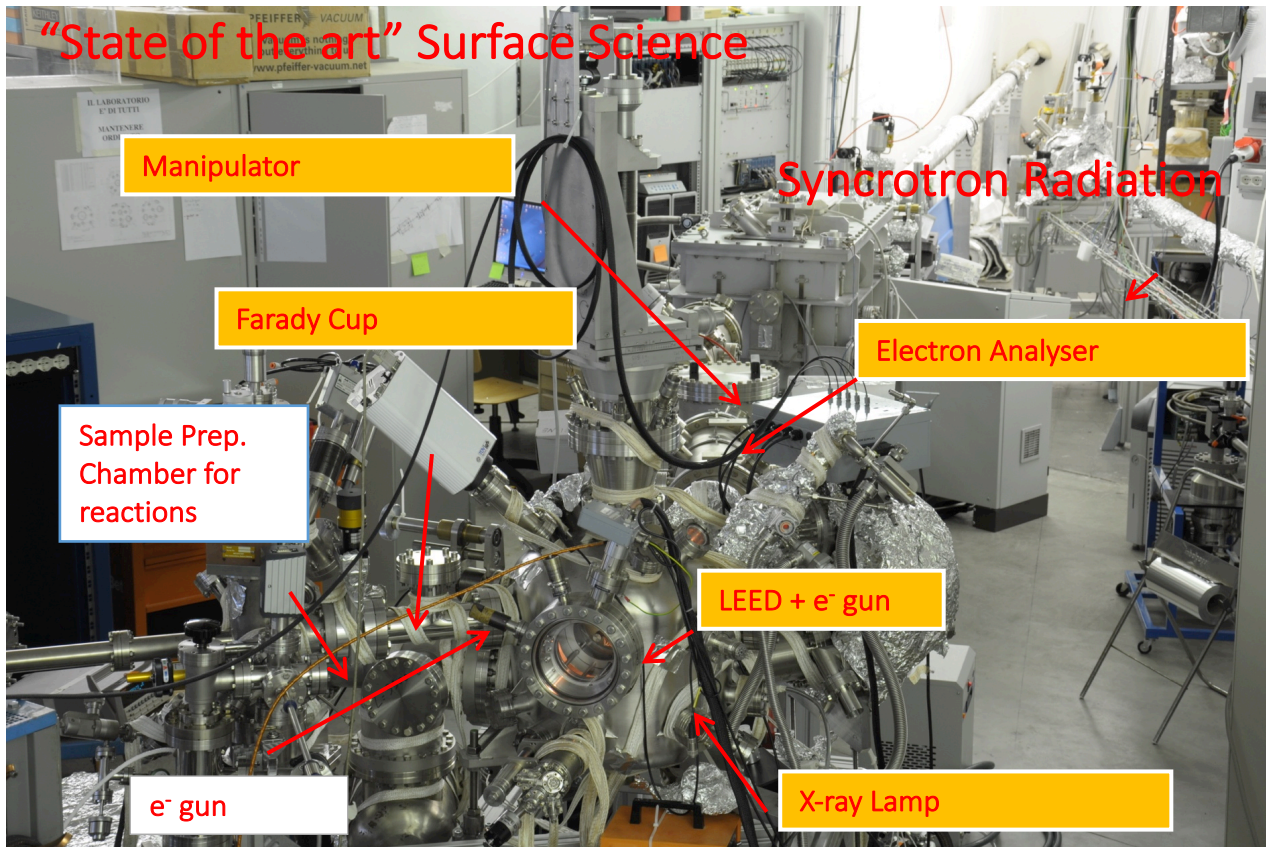 PFEIFFER VACUUM
“State of the art” Surface Science
www.pfeiffer-vacuum.net
IL LABORATORIO
E' DI TUTTI
MANTENERE
Manipulator
Syncrotron Radiation
Farady Cup
Electron Analyser
Sample Prep.
Chamber for
reactions
LEED + e- gun
e- gun
X-ray Lamp